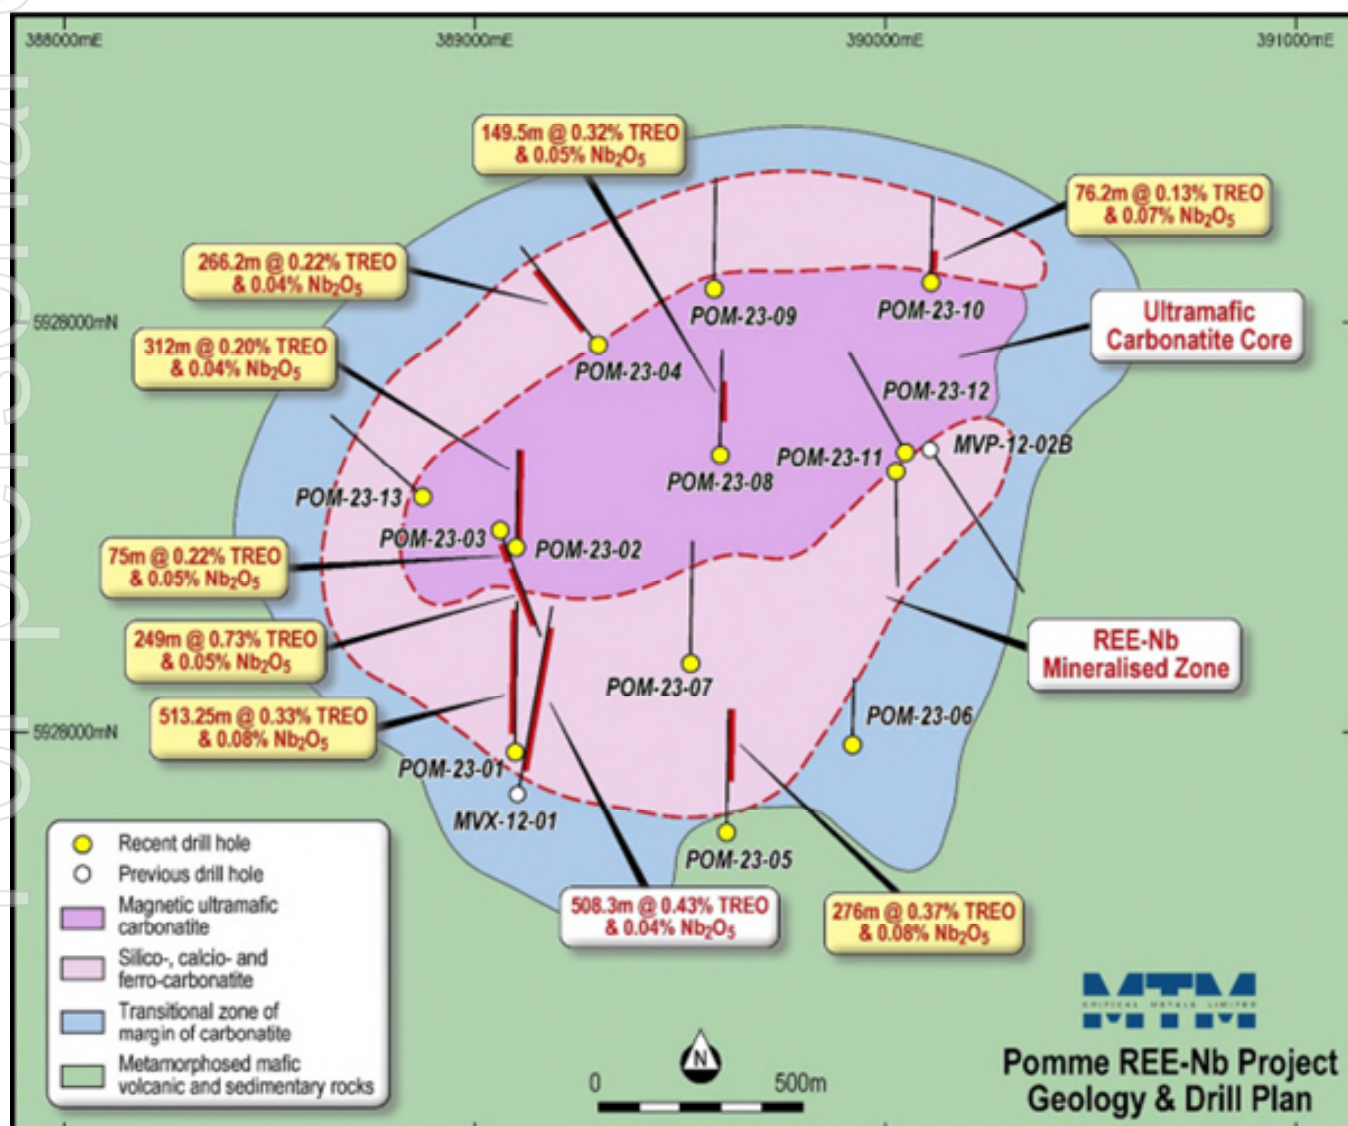 388000mE
389000mE
390000mE
391000mE
149.5m @ 0.32% TREO
& 0.05% Nb₂O₅
76.2m @ 0.13% TREO
& 0.07% Nb₂O₅
266.2m @ 0.22% TREO
& 0.04% Nb₂O₅
POM-23-09
POM-23-10
Ultramafic
Carbonatite Core
5928000mN
312m @ 0.20% TREO
& 0.04% Nb₂O₅
POM-23-04
POM-23-12
MVP-12-02B
POM-23-11
POM-23-08
POM-23-13
POM-23-03
POM-23-02
75m @ 0.22% TREO
& 0.05% Nb₂O₅
249m @ 0.73% TREO
& 0.05% Nb₂O₅
REE-Nb
Mineralised Zone
POM-23-07
513.25m @ 0.33% TREO
& 0.08% Nb₂O₅
POM-23-06
5928000mN
POM-23-01
MVX-12-01
POM-23-05
508.3m @ 0.43% TREO
& 0.04% Nb₂O₅
276m @ 0.37% TREO
& 0.08% Nb₂O₅
Recent drill hole
Previous drill hole
Magnetic ultramafic
carbonatite
Silico-, calcio- and
ferro-carbonatite
Transitional zone of
margin of carbonatite
Metamorphosed mafic
volcanic and sedimentary rocks
N
0
500m
MTM
CRITICAL METALS LIMITED
Pomme REE-Nb Project
Geology & Drill Plan